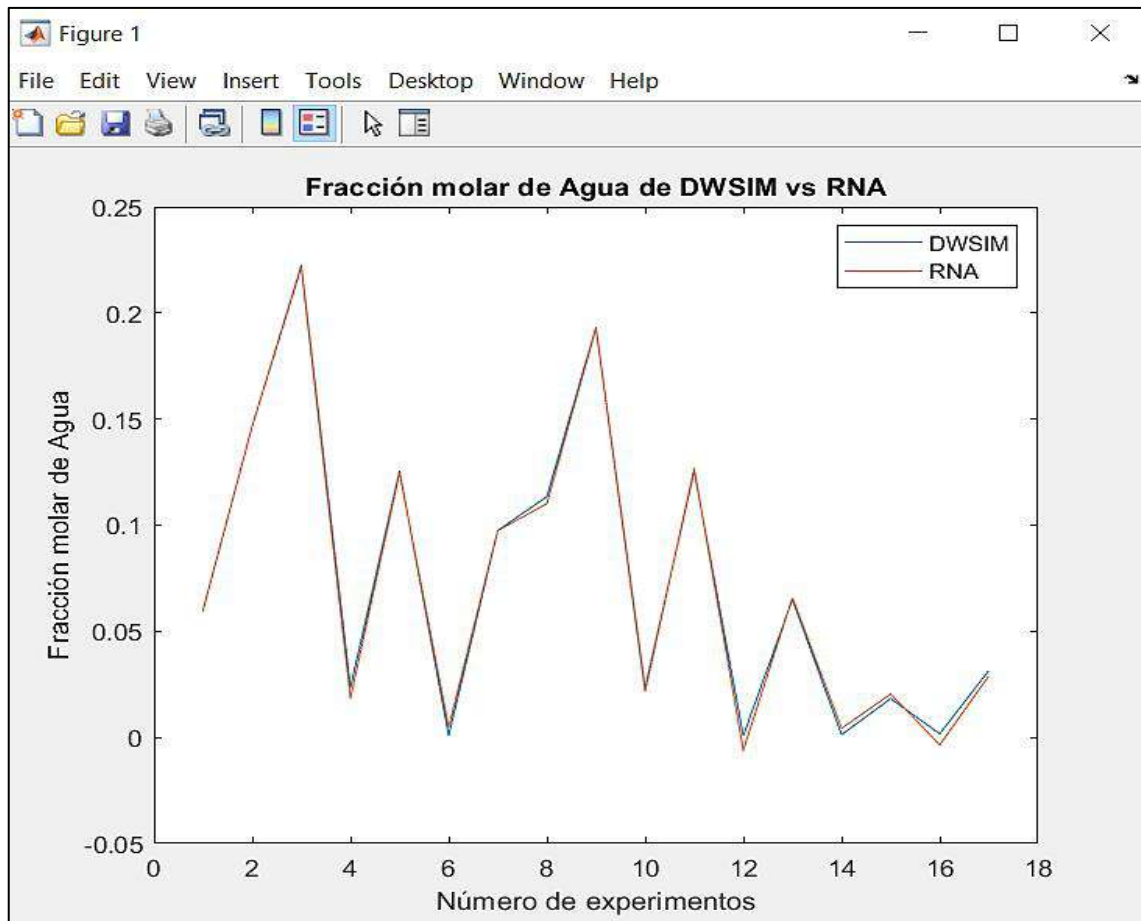 Figure 1
File Edit View Insert Tools Desktop Window Help
Fracción molar de Agua de DWSIM vs RNA
DWSIM
RNA
0.25
0.2
0.15
0.1
0.05
0
-0.05
Fracción molar de Agua
0 2 4 6 8 10 12 14 16 18
Número de experimentos